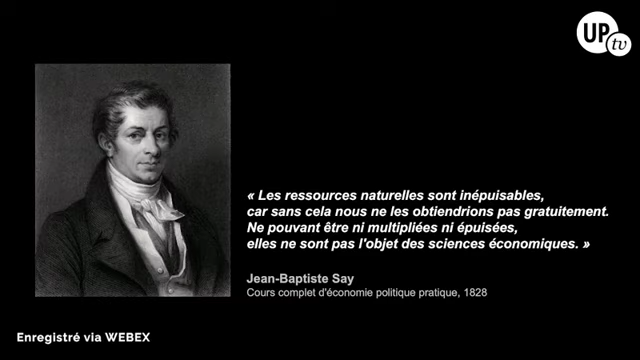 UP
tv
« Les ressources naturelles sont inépuisables,
car sans cela nous ne les obtiendrions pas gratuitement.
Ne pouvant être ni multipliées ni épuisées,
elles ne sont pas l'objet des sciences économiques. »
Jean-Baptiste Say
Cours complet d'économie politique pratique, 1828
Enregistré via WEBEX